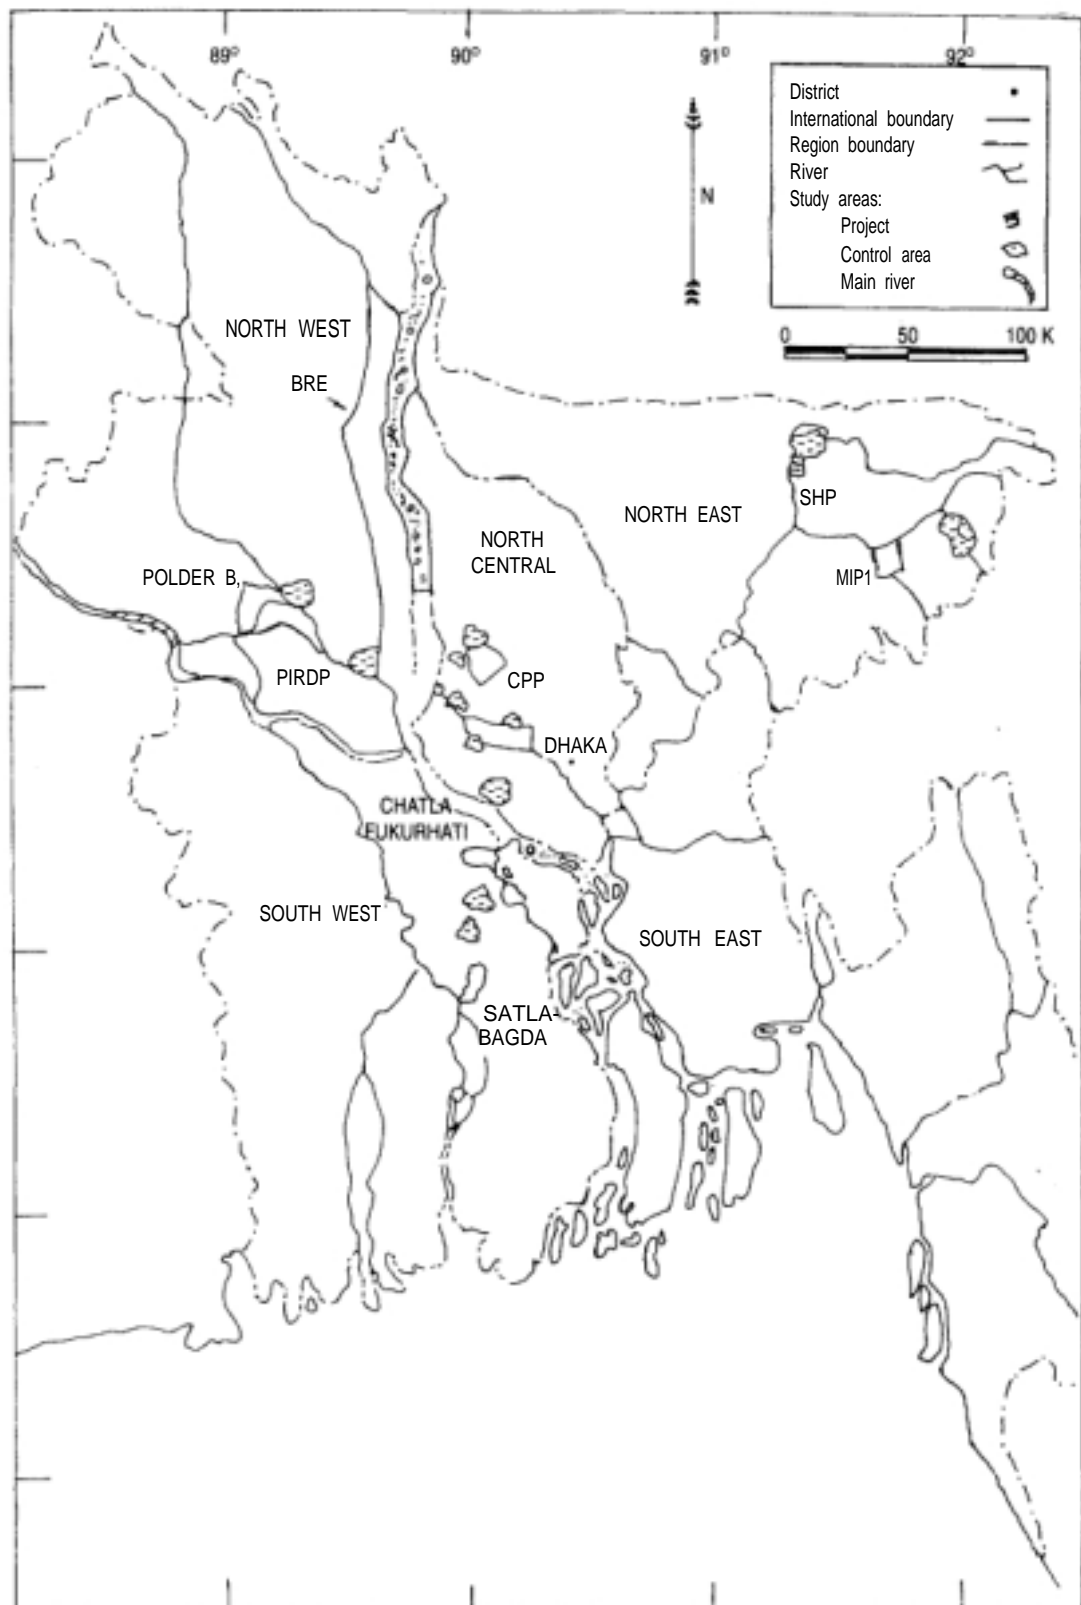 89°
90°
91°
92°
District
International boundary
Region boundary
River
Study areas:
Project
Control area
Main river
N
0 50 100 K
NORTH WEST
BRE
NORTH EAST
SHP
NORTH
CENTRAL
MIP1
POLDER B,
PIRDP
CPP
DHAKA
CHATLA
FUKURHATI
SOUTH WEST
SOUTH EAST
SATLA-
BAGDA